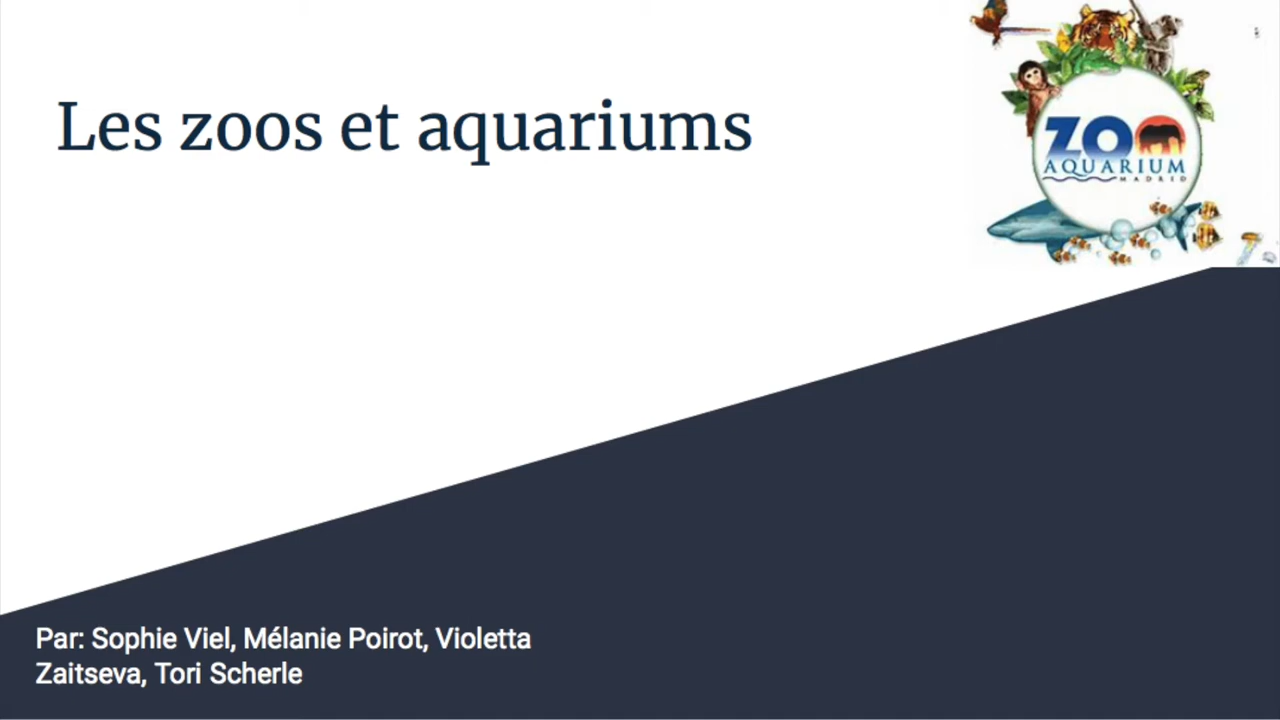 Les zoos et aquariums
ZOO
AQUARIUM
MADRID
Par: Sophie Viel, Mélanie Poirot, Violetta
Zaitseva, Tori Scherle